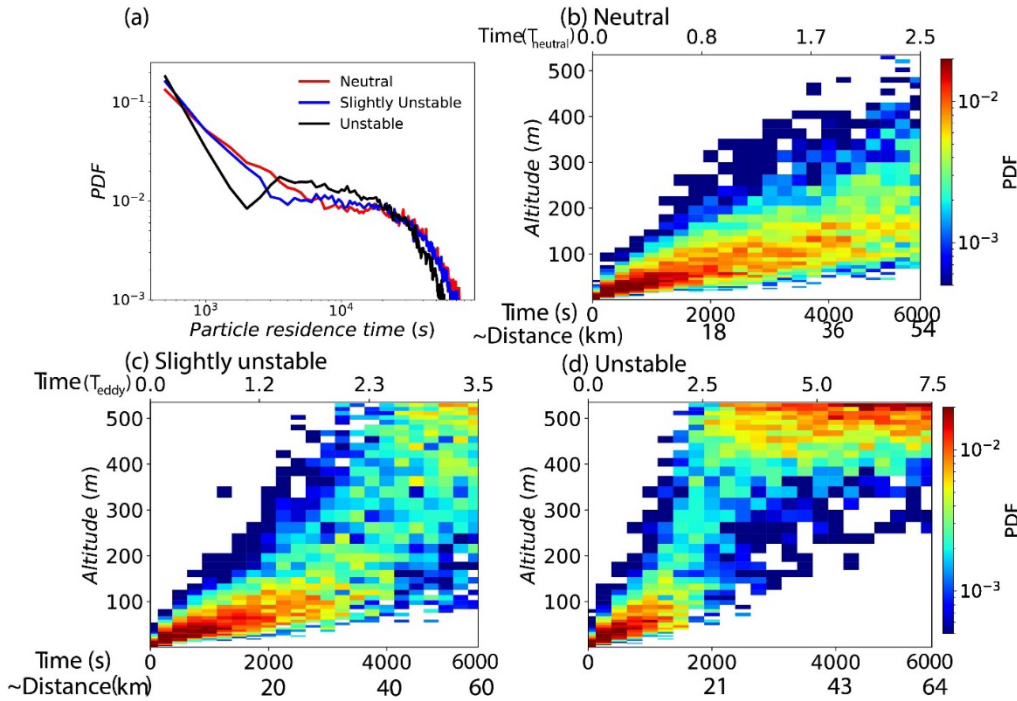 (a)
PDF
10⁻¹
10⁻²
10⁻³
Neutral
Slightly Unstable
Unstable
10³ 10⁴
Particle residence time (s)
(b) Neutral
Time(T_neutral) 0.0 0.8 1.7 2.5
Altitude (m)
500
400
300
200
100
0 2000 4000 6000
Time (s)
~Distance (km) 18 36 54
10⁻²
10⁻³
PDF
(c) Slightly unstable
Time(T_eddy) 0.0 1.2 2.3 3.5
Altitude (m)
500
400
300
200
100
Time (s)
0 2000 4000 6000
~Distance(km) 20 40 60
(d) Unstable
0.0 2.5 5.0 7.5
Altitude (m)
500
400
300
200
100
0 2000 4000 6000
21 43 64
10⁻²
10⁻³
PDF